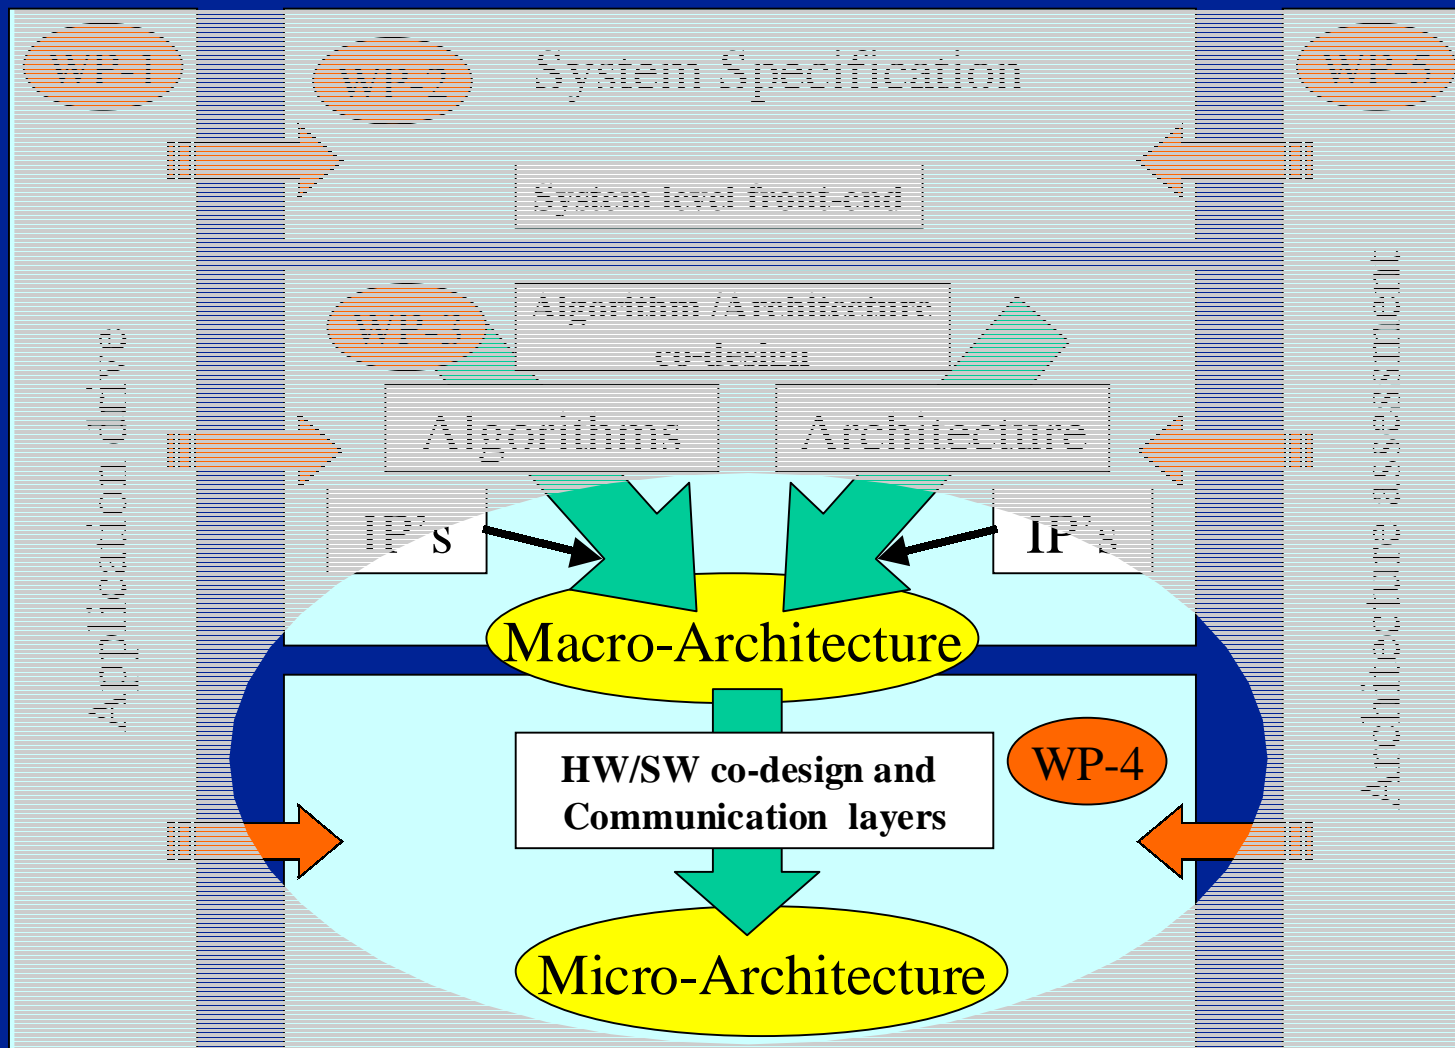 WP-1
WP-2
System Specification
WP-5
System level front-end
WP-3
Algorithm /Architecture
co-design
Algorithms
Architecture
Application drive
Architecture assessment
IP's
IP's
Macro-Architecture
HW/SW co-design and
Communication layers
WP-4
Micro-Architecture